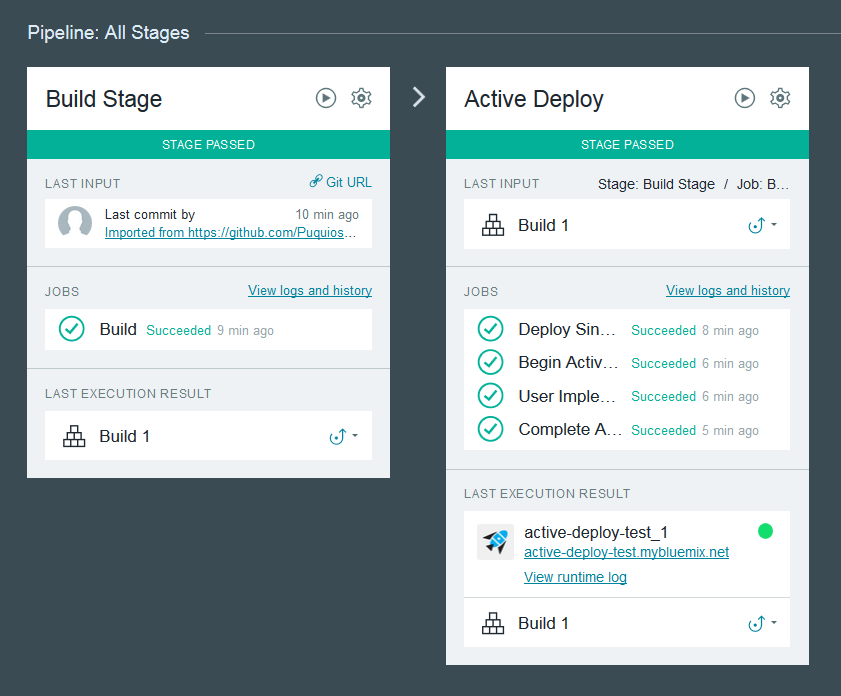 Pipeline: All Stages
Build Stage
STAGE PASSED
LAST INPUT
Git URL
Last commit by
10 min ago
Imported from https://github.com/Puquios...
JOBS
View logs and history
Build Succeeded 9 min ago
LAST EXECUTION RESULT
Build 1
Active Deploy
STAGE PASSED
LAST INPUT
Stage: Build Stage / Job: B...
Build 1
JOBS
View logs and history
Deploy Sin... Succeeded 8 min ago
Begin Activ... Succeeded 6 min ago
User Imple... Succeeded 6 min ago
Complete A... Succeeded 5 min ago
LAST EXECUTION RESULT
active-deploy-test_1
active-deploy-test.mybluemix.net
View runtime log
Build 1